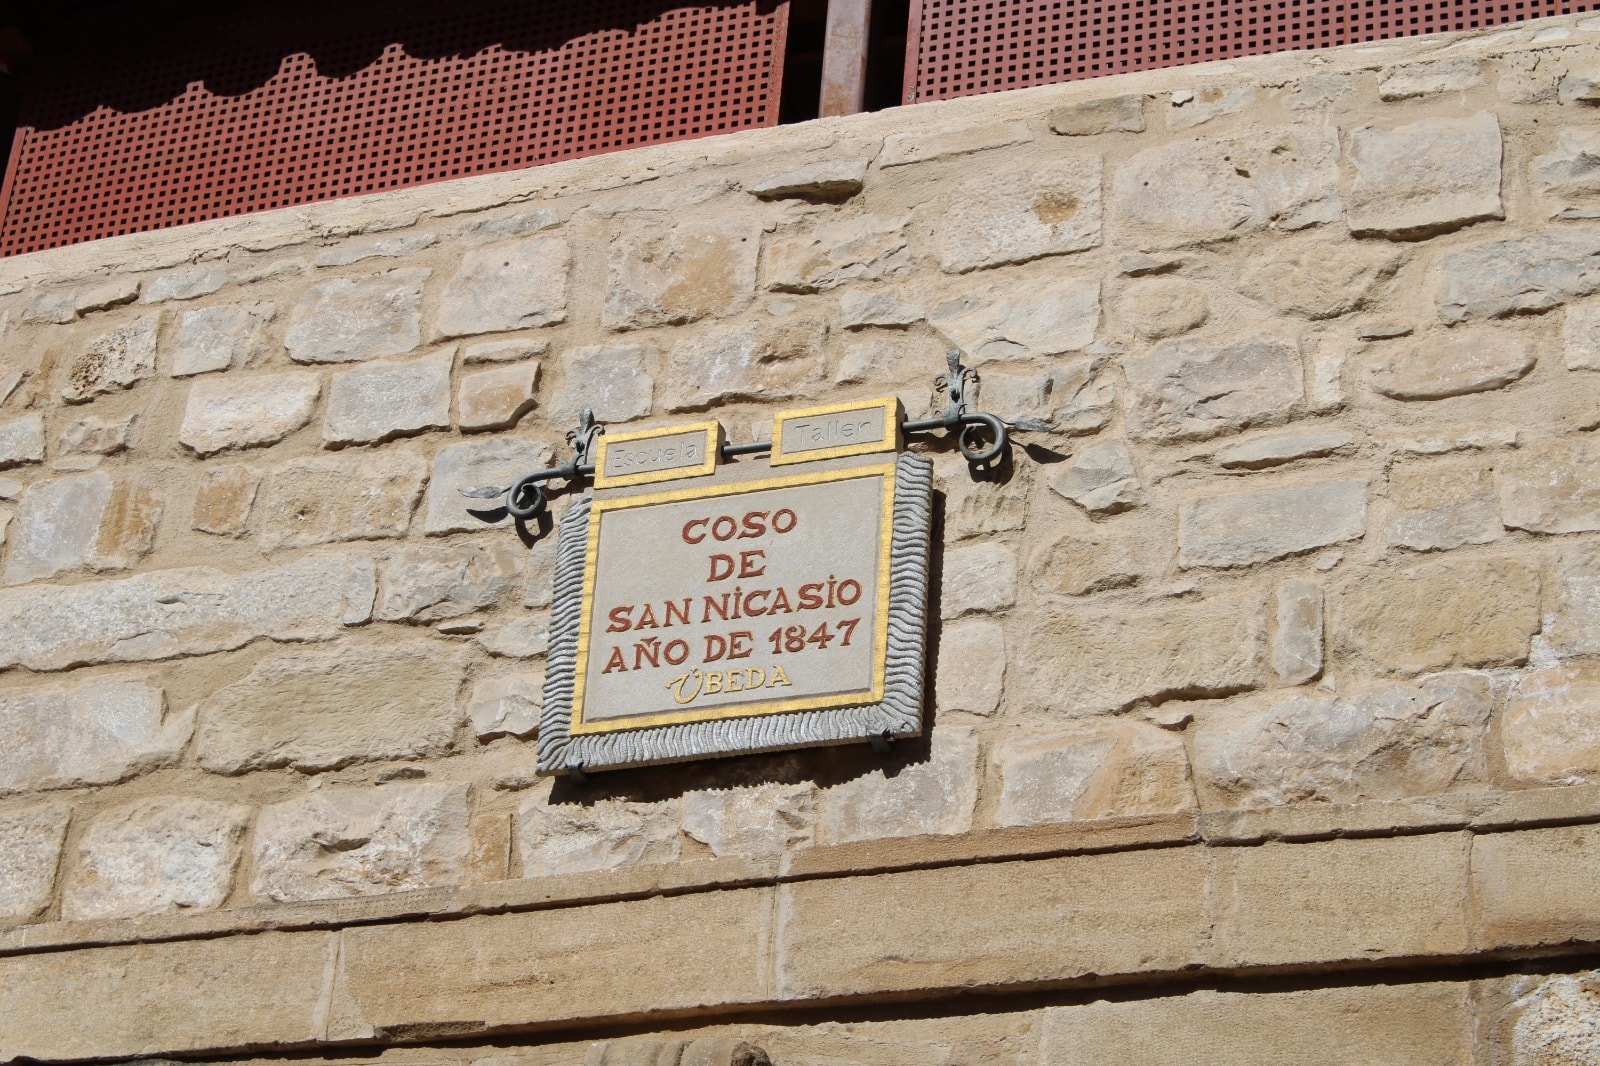 Escuela Taller
COSO
DE
SAN NiCASiO
AÑO DE 1847
ÚBEDA